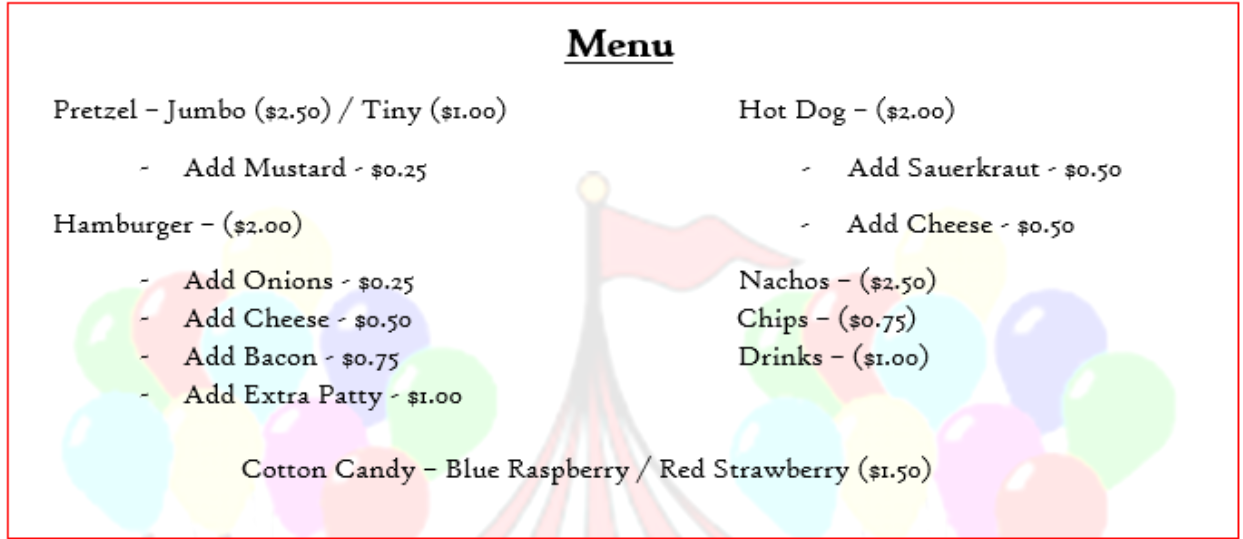 Menu
Pretzel – Jumbo ($2.50) / Tiny ($1.00)
- Add Mustard - $0.25
Hamburger – ($2.00)
- Add Onions - $0.25
- Add Cheese - $0.50
- Add Bacon - $0.75
- Add Extra Patty - $1.00
Hot Dog – ($2.00)
- Add Sauerkraut - $0.50
- Add Cheese - $0.50
Nachos – ($2.50)
Chips – ($0.75)
Drinks – ($1.00)
Cotton Candy – Blue Raspberry / Red Strawberry ($1.50)